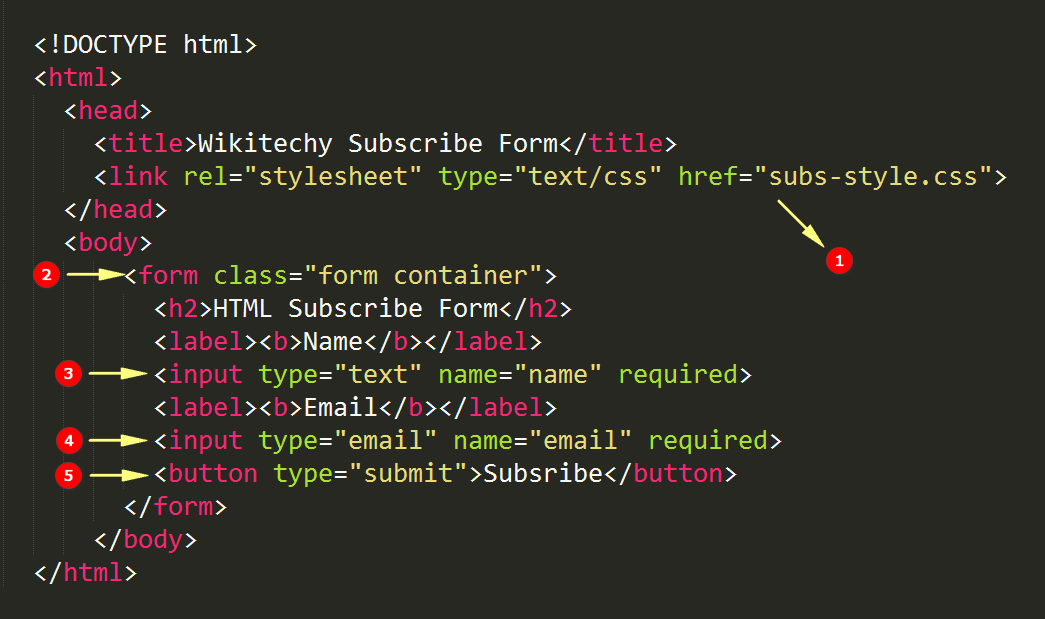 <!DOCTYPE html>
<html>
<head>
<title>Wikitechy Subscribe Form</title>
<link rel="stylesheet" type="text/css" href="subs-style.css">
</head>
<body>
1
2 <form class="form container">
<h2>HTML Subscribe Form</h2>
<label><b>Name</b></label>
3 <input type="text" name="name" required>
<label><b>Email</b></label>
4 <input type="email" name="email" required>
5 <button type="submit">Subsribe</button>
</form>
</body>
</html>